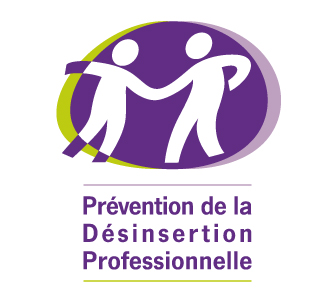 Prévention de la
Désinsertion
Professionnelle